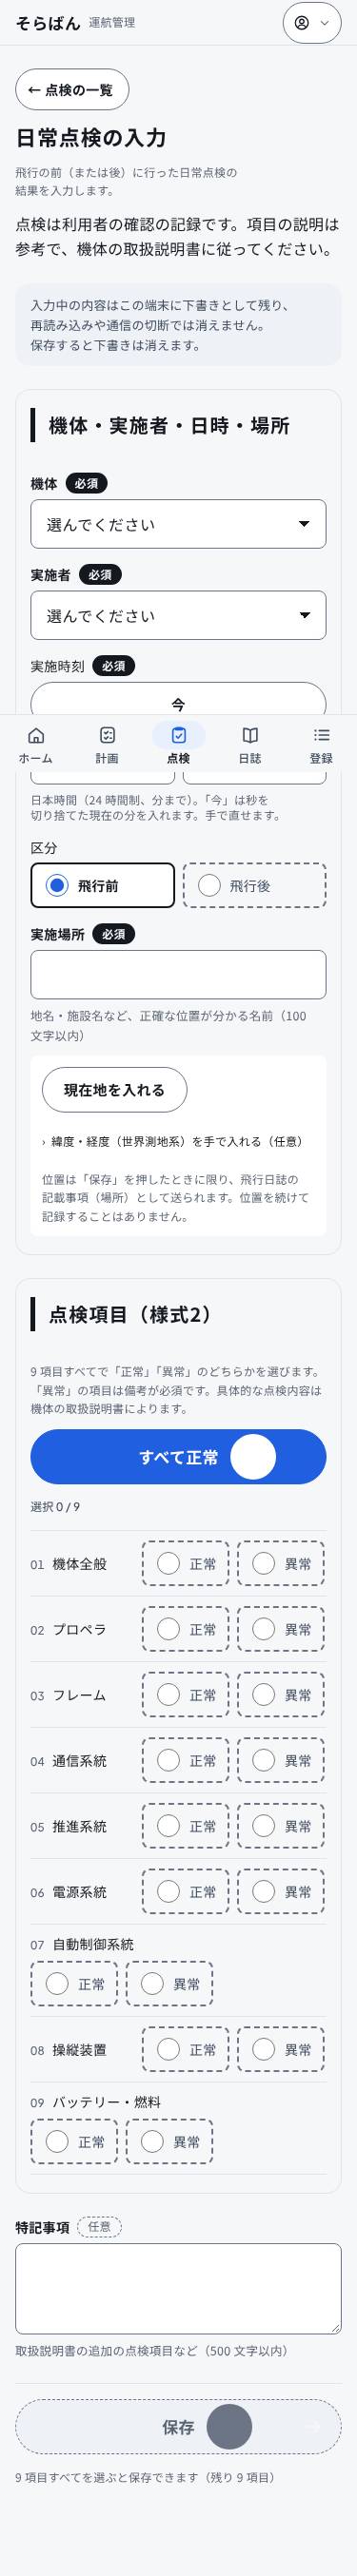 そらばん 運航管理
← 点検の一覧
日常点検の入力
飛行の前（または後）に行った日常点検の
結果を入力します。
点検は利用者の確認の記録です。項目の説明は
参考で、機体の取扱説明書に従ってください。
入力中の内容はこの端末に下書きとして残り、
再読み込みや通信の切断では消えません。
保存すると下書きは消えます。
機体・実施者・日時・場所
機体 必須
選んでください
実施者 必須
選んでください
実施時刻 必須
今
ホーム 計画 点検 日誌 登録
日本時間（24 時間制、分まで）。「今」は秒を
切り捨てた現在の分を入れます。手で直せます。
区分
飛行前 飛行後
実施場所 必須
地名・施設名など、正確な位置が分かる名前（100
文字以内）
現在地を入れる
› 緯度・経度（世界測地系）を手で入れる（任意）
位置は「保存」を押したときに限り、飛行日誌の
記載事項（場所）として送られます。位置を続けて
記録することはありません。
点検項目（様式2）
9 項目すべてで「正常」「異常」のどちらかを選びます。
「異常」の項目は備考が必須です。具体的な点検内容は
機体の取扱説明書によります。
すべて正常
選択 0 / 9
01 機体全般 正常 異常
02 プロペラ 正常 異常
03 フレーム 正常 異常
04 通信系統 正常 異常
05 推進系統 正常 異常
06 電源系統 正常 異常
07 自動制御系統
正常 異常
08 操縦装置 正常 異常
09 バッテリー・燃料
正常 異常
特記事項 任意
取扱説明書の追加の点検項目など（500 文字以内）
保存 →
9 項目すべてを選ぶと保存できます（残り 9 項目）